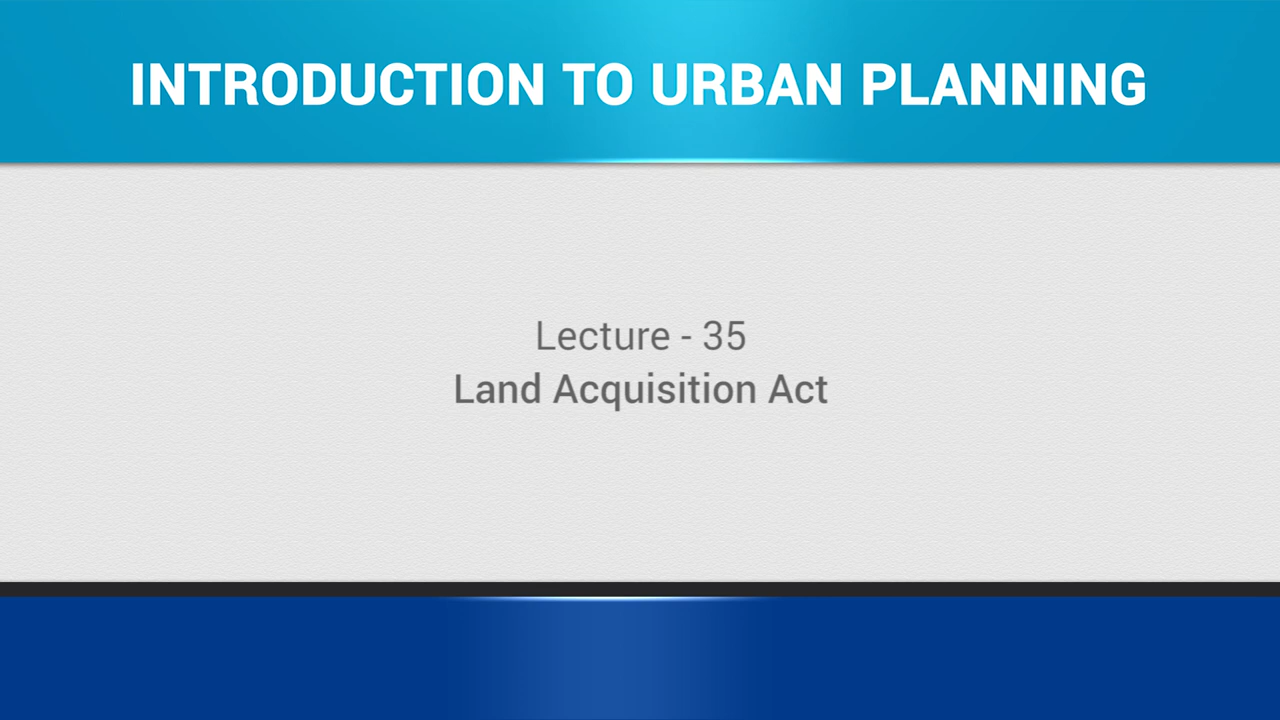 INTRODUCTION TO URBAN PLANNING
Lecture - 35
Land Acquisition Act